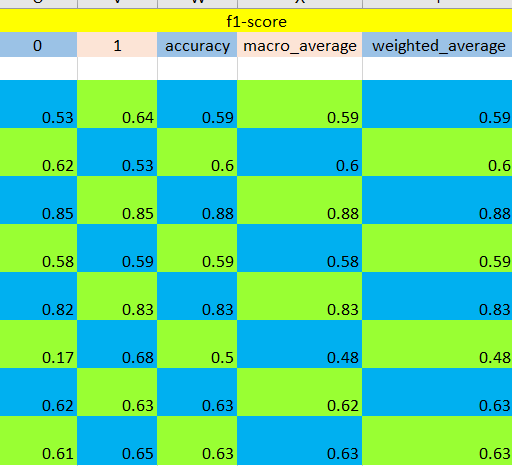 f1-score
0 1 accuracy macro_average weighted_average
0.53 0.64 0.59 0.59 0.59
0.62 0.53 0.6 0.6 0.6
0.85 0.85 0.88 0.88 0.88
0.58 0.59 0.59 0.58 0.59
0.82 0.83 0.83 0.83 0.83
0.17 0.68 0.5 0.48 0.48
0.62 0.63 0.63 0.62 0.63
0.61 0.65 0.63 0.63 0.63